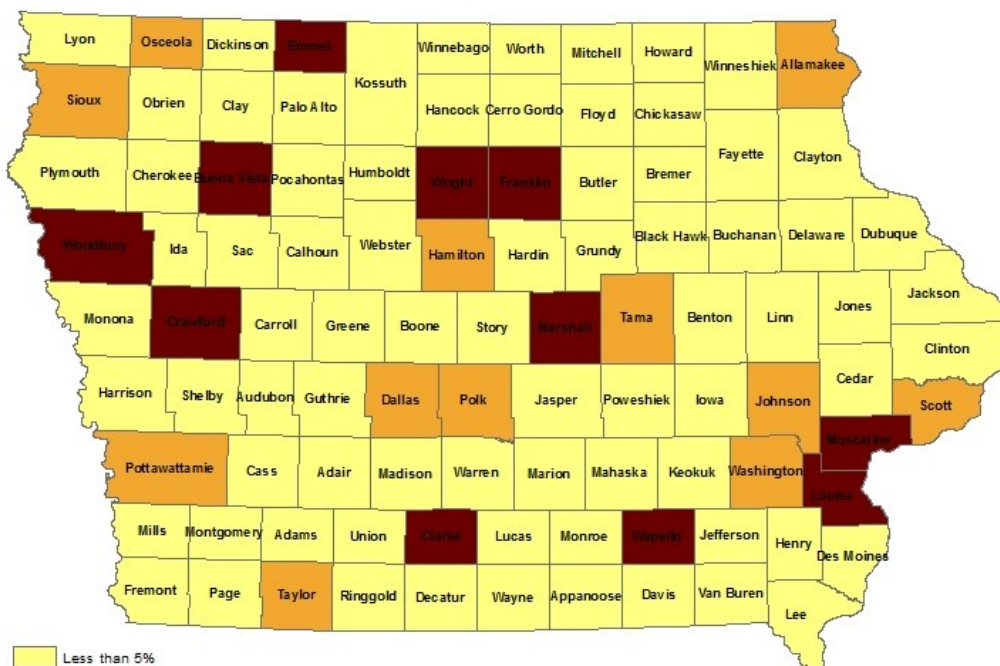 Lyon Osceola Dickinson Emmet Winnebago Worth Mitchell Howard Winneshiek Allamakee
Kossuth
Sioux Obrien Clay Palo Alto Hancock Cerro Gordo Floyd Chickasaw
Plymouth Cherokee Buena Vista Pocahontas Humboldt Wright Franklin Butler Bremer Fayette Clayton
Woodbury Ida Sac Calhoun Webster Hamilton Hardin Grundy Black Hawk Buchanan Delaware Dubuque
Monona Crawford Carroll Greene Boone Story Marshall Tama Benton Linn Jones Jackson
Clinton
Harrison Shelby Audubon Guthrie Dallas Polk Jasper Poweshiek Iowa Johnson Cedar Scott
Muscatine
Pottawattamie Cass Adair Madison Warren Marion Mahaska Keokuk Washington Louisa
Mills Montgomery Adams Union Clarke Lucas Monroe Wapello Jefferson Henry Des Moines
Fremont Page Taylor Ringgold Decatur Wayne Appanoose Davis Van Buren Lee
Less than 5%